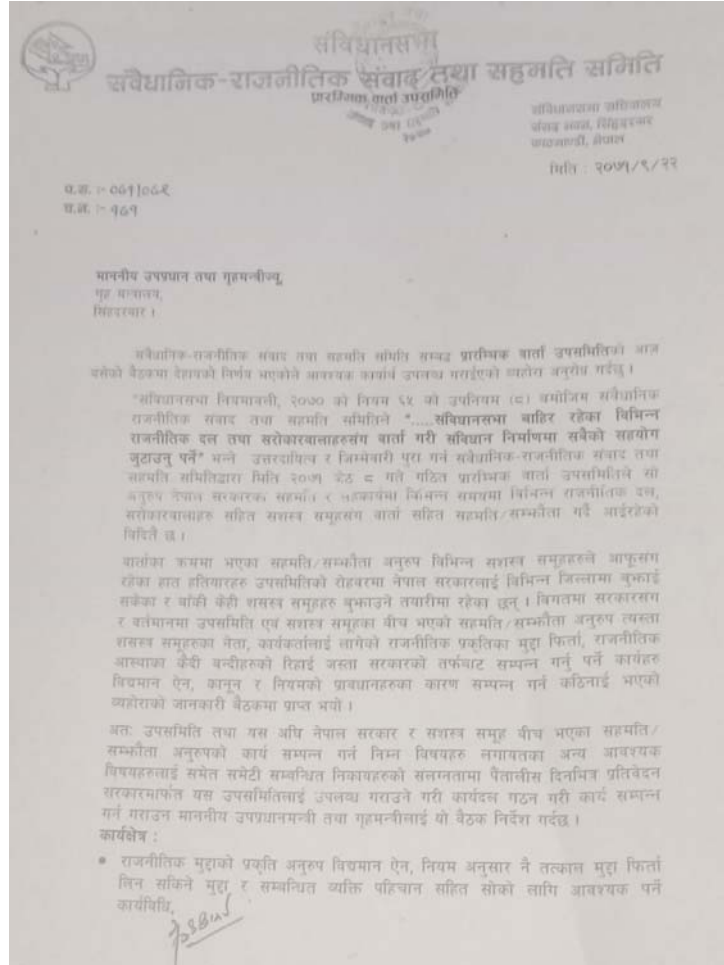 संविधानसभा
संवैधानिक-राजनीतिक संवाद तथा सहमति समिति
प्रारम्भिक वार्ता उपसमिति
संविधानसभा सचिवालय
संसद भवन, सिंहदरबार
काठमाण्डौ, नेपाल
मिति : २०७१/९/२२
प.सं. :- ०७१/०७२
च.नं. :- १७१
माननीय उपप्रधान तथा गृहमन्त्रीज्यू,
गृह मन्त्रालय,
सिंहदरबार ।
संवैधानिक-राजनीतिक संवाद तथा सहमति समिति सम्बद्ध प्रारम्भिक वार्ता उपसमितिको आज
बसेको बैठकमा देहायको निर्णय भएकोले आवश्यक कार्यार्थ उपलब्ध गराईएको व्यहोरा अनुरोध गर्दछु ।
"संविधानसभा नियमावली, २०७० को नियम ६५ को उपनियम (८) बमोजिम संवैधानिक
राजनीतिक संवाद तथा सहमति समितिले ".....संविधानसभा बाहिर रहेका विभिन्न
राजनीतिक दल तथा सरोकारवालाहरुसंग वार्ता गरी संविधान निर्माणमा सबैको सहयोग
जुटाउनु पर्ने" भन्ने उत्तरदायित्व र जिम्मेवारी पुरा गर्न संवैधानिक-राजनीतिक संवाद तथा
सहमति समितिद्वारा मिति २०७१ जेठ ८ गते गठित प्रारम्भिक वार्ता उपसमितिले सो
अनुरुप नेपाल सरकारका सहमति र सहकार्यमा विभिन्न समयमा विभिन्न राजनीतिक दल,
सरोकारवालाहरु सहित सशस्त्र समूहसंग वार्ता सहित सहमति/सम्झौता गर्दै आईरहेको
विदितै छ ।
वार्ताका क्रममा भएका सहमति/सम्झौता अनुरुप विभिन्न सशस्त्र समूहहरुले आफूसंग
रहेका हात हतियारहरु उपसमितिको रोहवरमा नेपाल सरकारलाई विभिन्न जिल्लामा बुझाई
सकेका र बाँकी केही शसस्त्र समूहहरु बुझाउने तयारीमा रहेका छन् । विगतमा सरकारसंग
र वर्तमानमा उपसमिति एवं सशस्त्र समूहका बीच भएको सहमति/सम्झौता अनुरुप त्यस्ता
शसस्त्र समूहका नेता, कार्यकर्तालाई लागेको राजनीतिक प्रकृतिका मुद्दा फिर्ता, राजनीतिक
आस्थाका कैदी बन्दीहरुको रिहाई जस्ता सरकारको तर्फबाट सम्पन्न गर्नु पर्ने कार्यहरु
विद्यमान ऐन, कानून र नियमको प्रावधानहरुका कारण सम्पन्न गर्न कठिनाई भएको
व्यहोराको जानकारी बैठकमा प्राप्त भयो ।
अतः उपसमिति तथा यस अघि नेपाल सरकार र सशस्त्र समूह बीच भएका सहमति/
सम्झौता अनुरुपको कार्य सम्पन्न गर्न निम्न विषयहरु लगायतका अन्य आवश्यक
विषयहरुलाई समेत समेटी सम्बन्धित निकायहरुको संलग्नतामा पैंतालीस दिनभित्र प्रतिवेदन
सरकारमार्फत यस उपसमितिलाई उपलब्ध गराउने गरी कार्यदल गठन गरी कार्य सम्पन्न
गर्न गराउन माननीय उपप्रधानमन्त्री तथा गृहमन्त्रीलाई यो बैठक निर्देश गर्दछ ।
कार्यक्षेत्र :
• राजनीतिक मुद्दाको प्रकृति अनुरुप विद्यमान ऐन, नियम अनुसार नै तत्काल मुद्दा फिर्ता
लिन सकिने मुद्दा र सम्बन्धित व्यक्ति पहिचान सहित सोको लागि आवश्यक पर्ने
कार्यविधि,